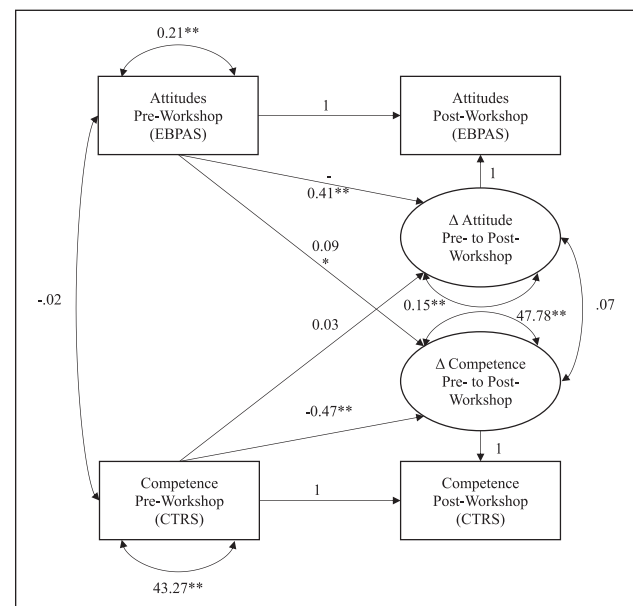 0.21**
Attitudes
Pre-Workshop
(EBPAS)
1
Attitudes
Post-Workshop
(EBPAS)
-
0.41**
1
Δ Attitude
Pre- to Post-
Workshop
0.09
*
0.15**
47.78**
-.02
.07
0.03
Δ Competence
Pre- to Post-
Workshop
-0.47**
1
Competence
Pre-Workshop
(CTRS)
1
Competence
Post-Workshop
(CTRS)
43.27**